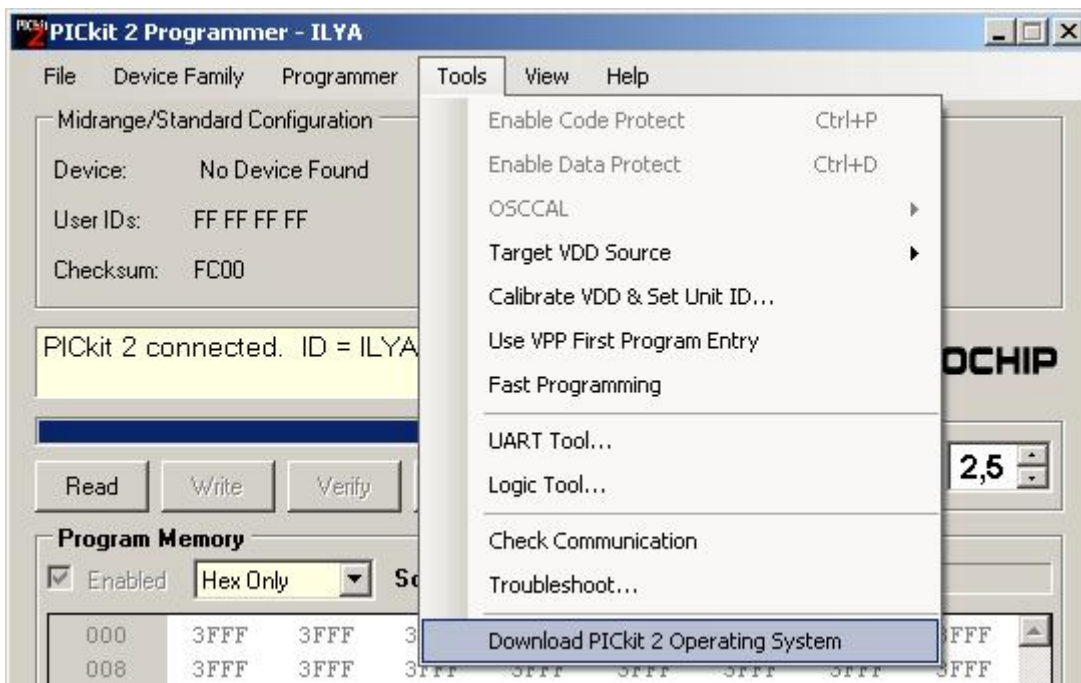 PICkit 2 Programmer - ILYA
File Device Family Programmer Tools View Help
Midrange/Standard Configuration
Device: No Device Found
User IDs: FF FF FF FF
Checksum: FC00
Enable Code Protect Ctrl+P
Enable Data Protect Ctrl+D
OSCCAL
Target VDD Source
Calibrate VDD & Set Unit ID...
Use VPP First Program Entry
Fast Programming
UART Tool...
Logic Tool...
Check Communication
Troubleshoot...
Download PICkit 2 Operating System
PICkit 2 connected. ID = ILYA
OCHIP
2,5
Read Write Verify
Program Memory
Enabled Hex Only
000 3FFF 3FFF
008 3FFF 3FFF